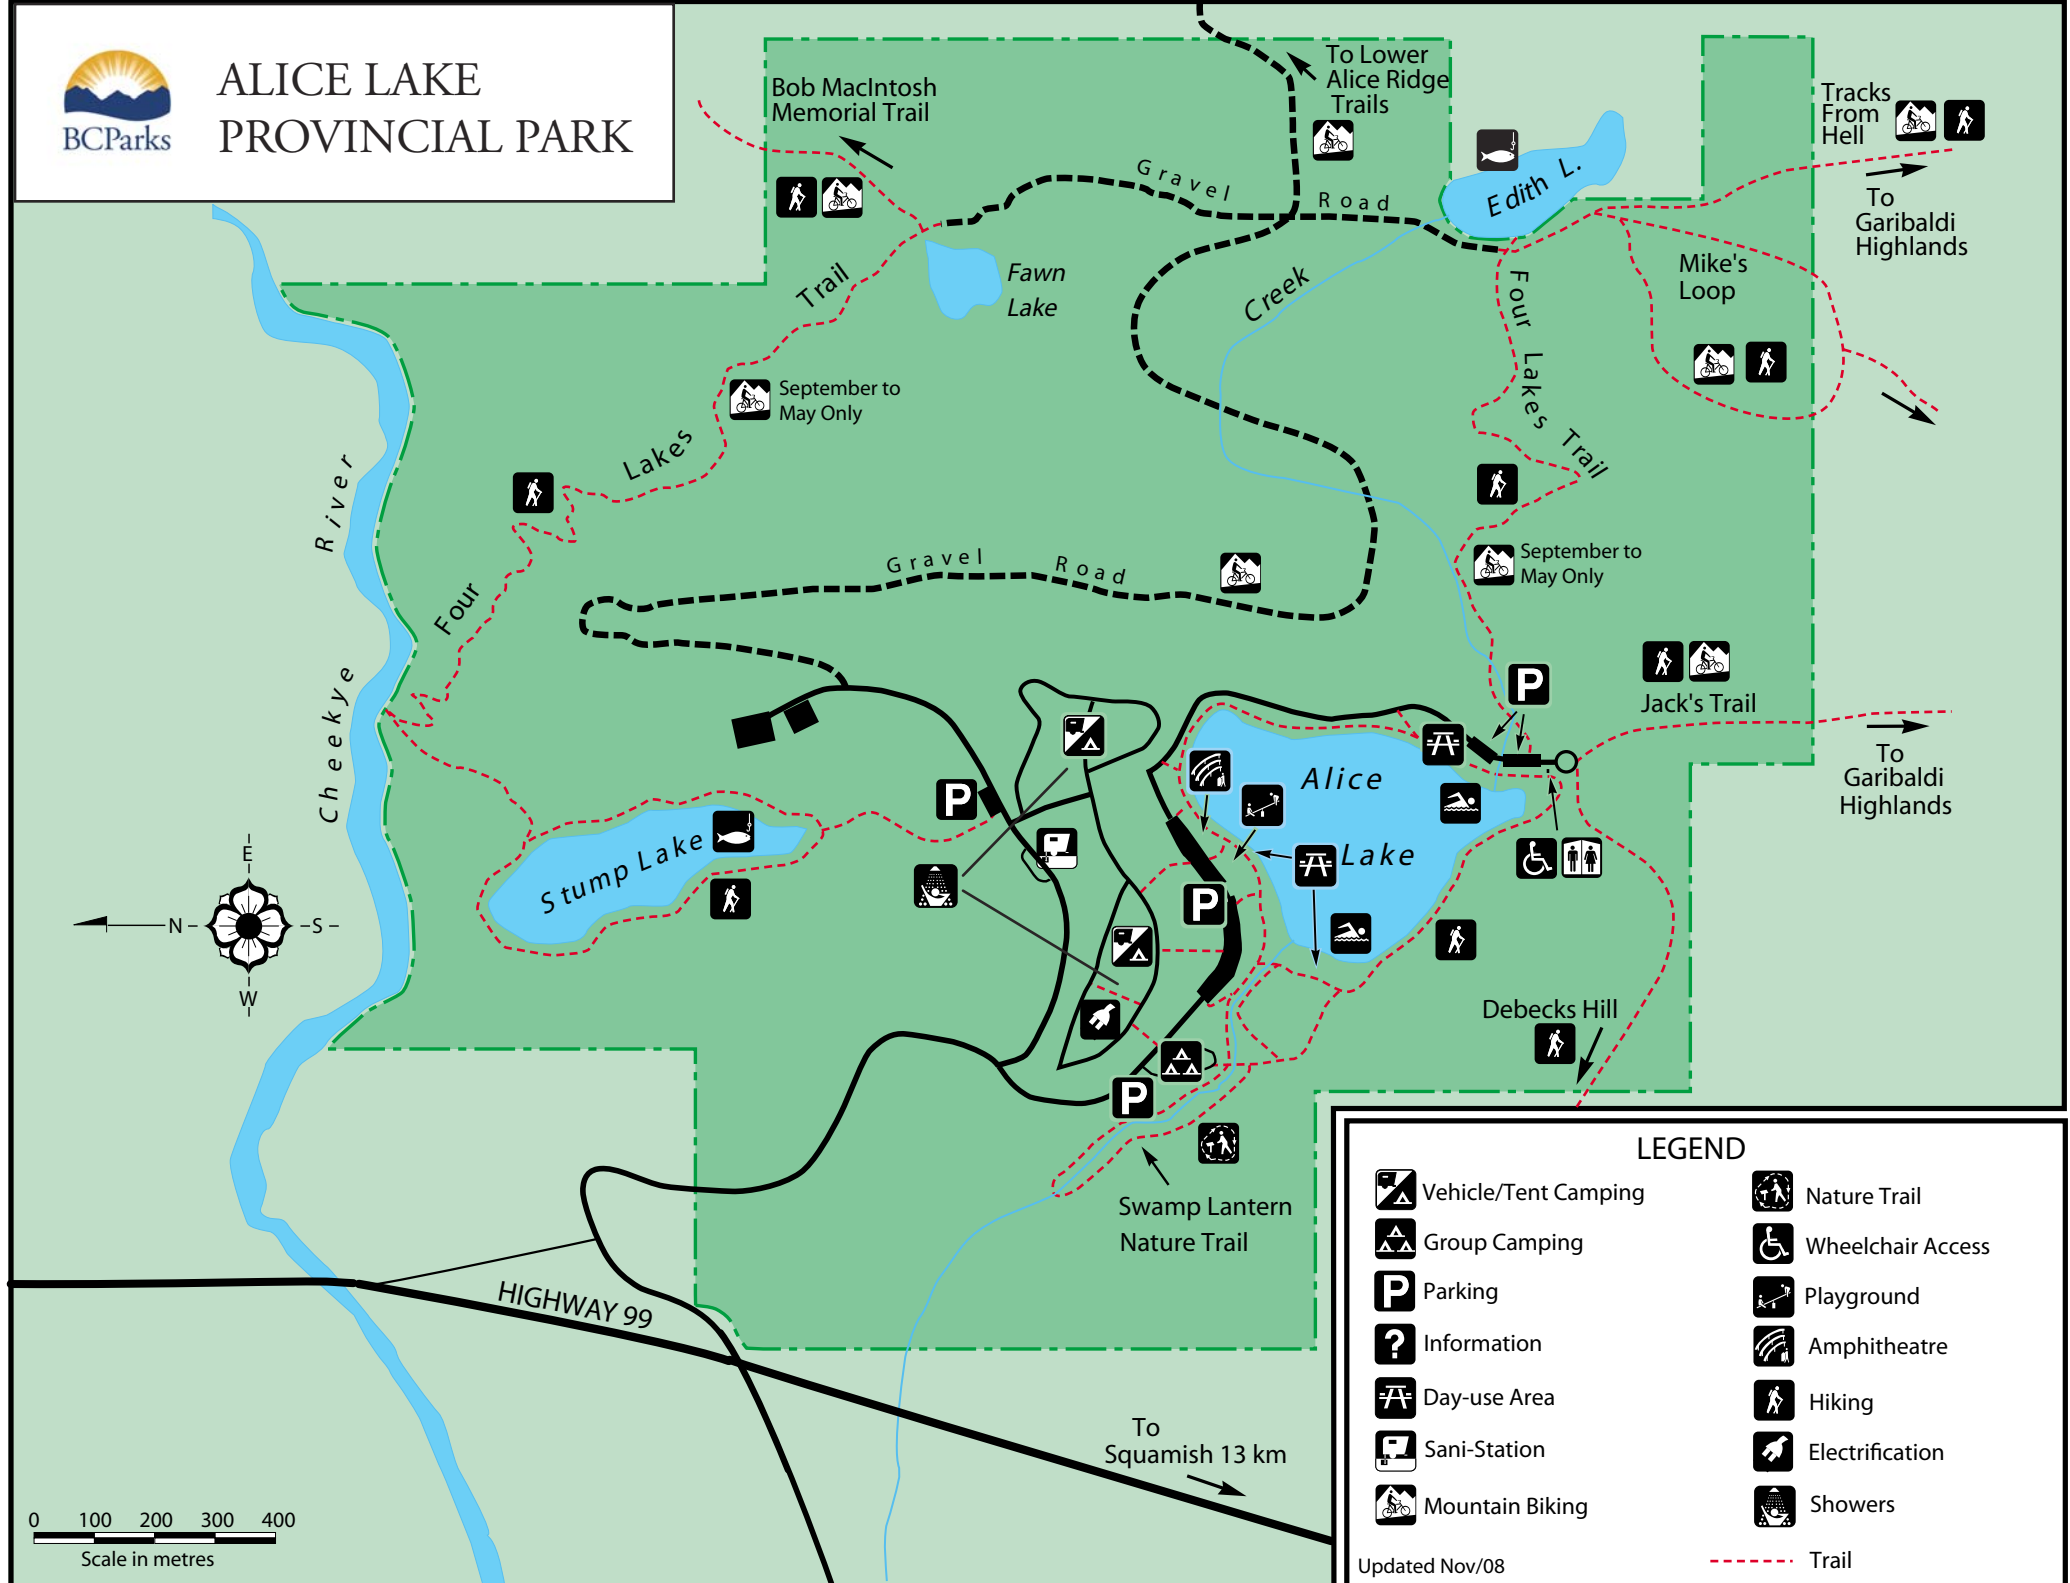 ALICE LAKE
PROVINCIAL PARK
BCParks
Bob MacIntosh
Memorial Trail
To Lower
Alice Ridge
Trails
Tracks
From
Hell
To
Garibaldi
Highlands
Gravel Road
Edith L.
Fawn
Lake
Creek
Mike's
Loop
Four Lakes Trail
September to
May Only
Four Lakes Trail
September to
May Only
Gravel Road
Cheekye River
Jack's Trail
To
Garibaldi
Highlands
P
P
P
P
Alice
Lake
Stump Lake
E
N
S
W
Debecks Hill
Swamp Lantern
Nature Trail
HIGHWAY 99
To
Squamish 13 km
0 100 200 300 400
Scale in metres
LEGEND
Vehicle/Tent Camping
Group Camping
P Parking
? Information
Day-use Area
Sani-Station
Mountain Biking
Nature Trail
Wheelchair Access
Playground
Amphitheatre
Hiking
Electrification
Showers
Trail
Updated Nov/08